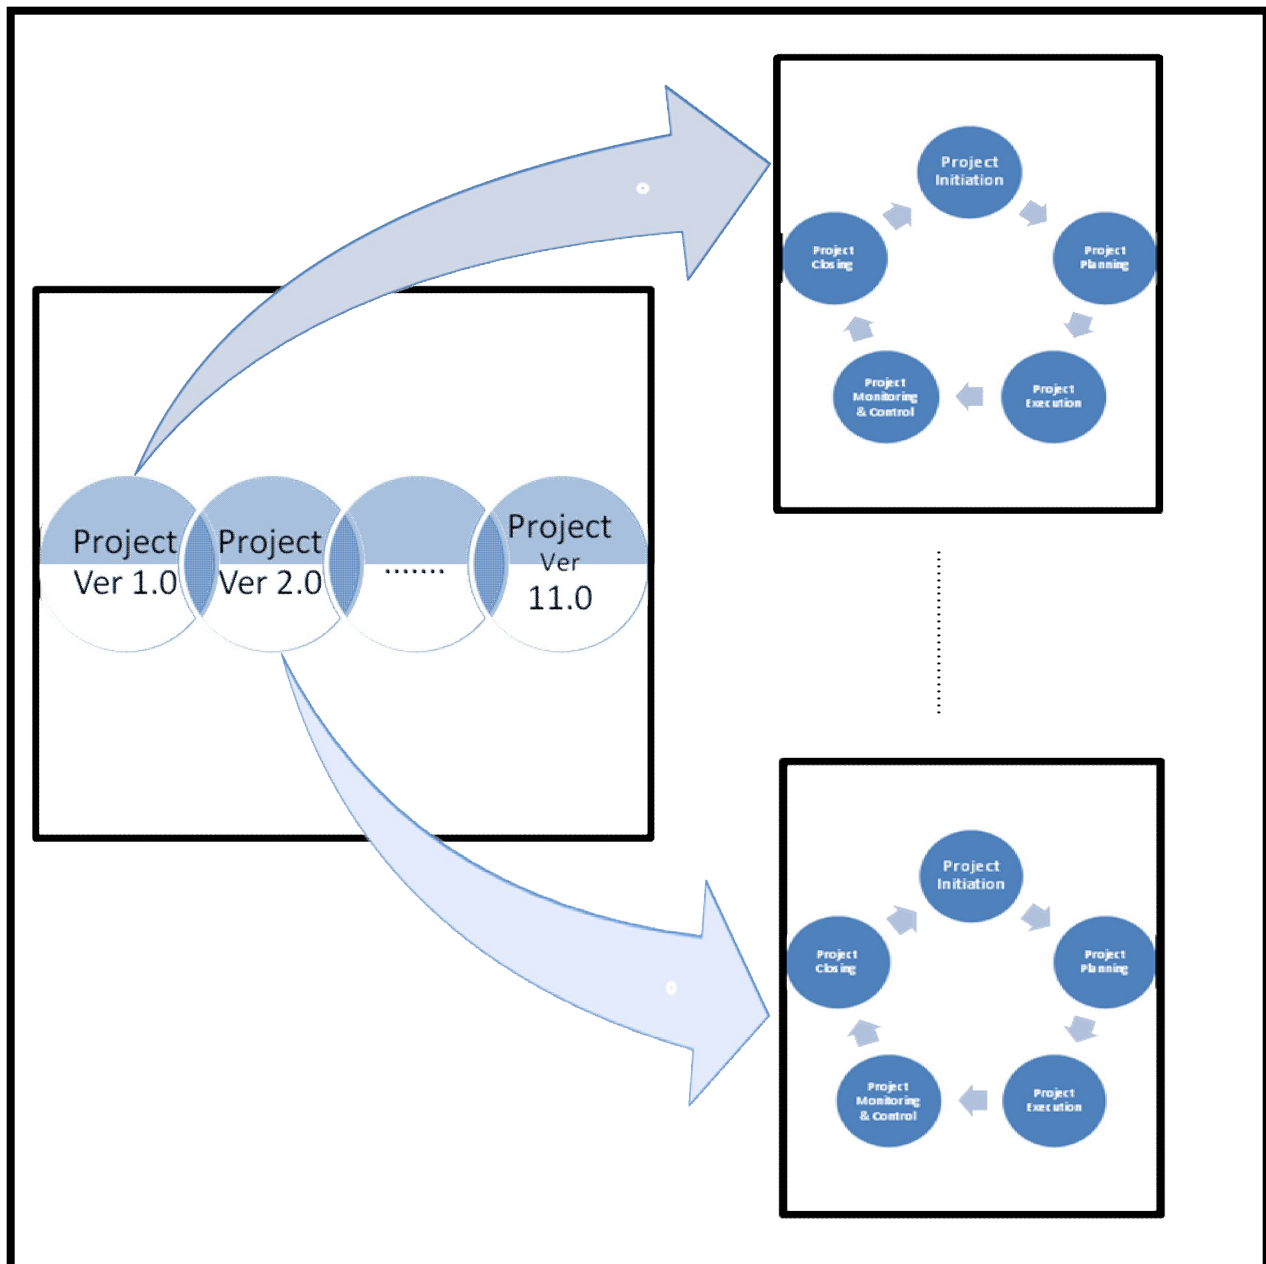 Project
Initiation
Project
Closing
Project
Planning
Project
Monitoring
& Control
Project
Execution
Project
Ver 1.0
Project
Ver 2.0
.......
Project
Ver
11.0
Project
Initiation
Project
Closing
Project
Planning
Project
Monitoring
& Control
Project
Execution